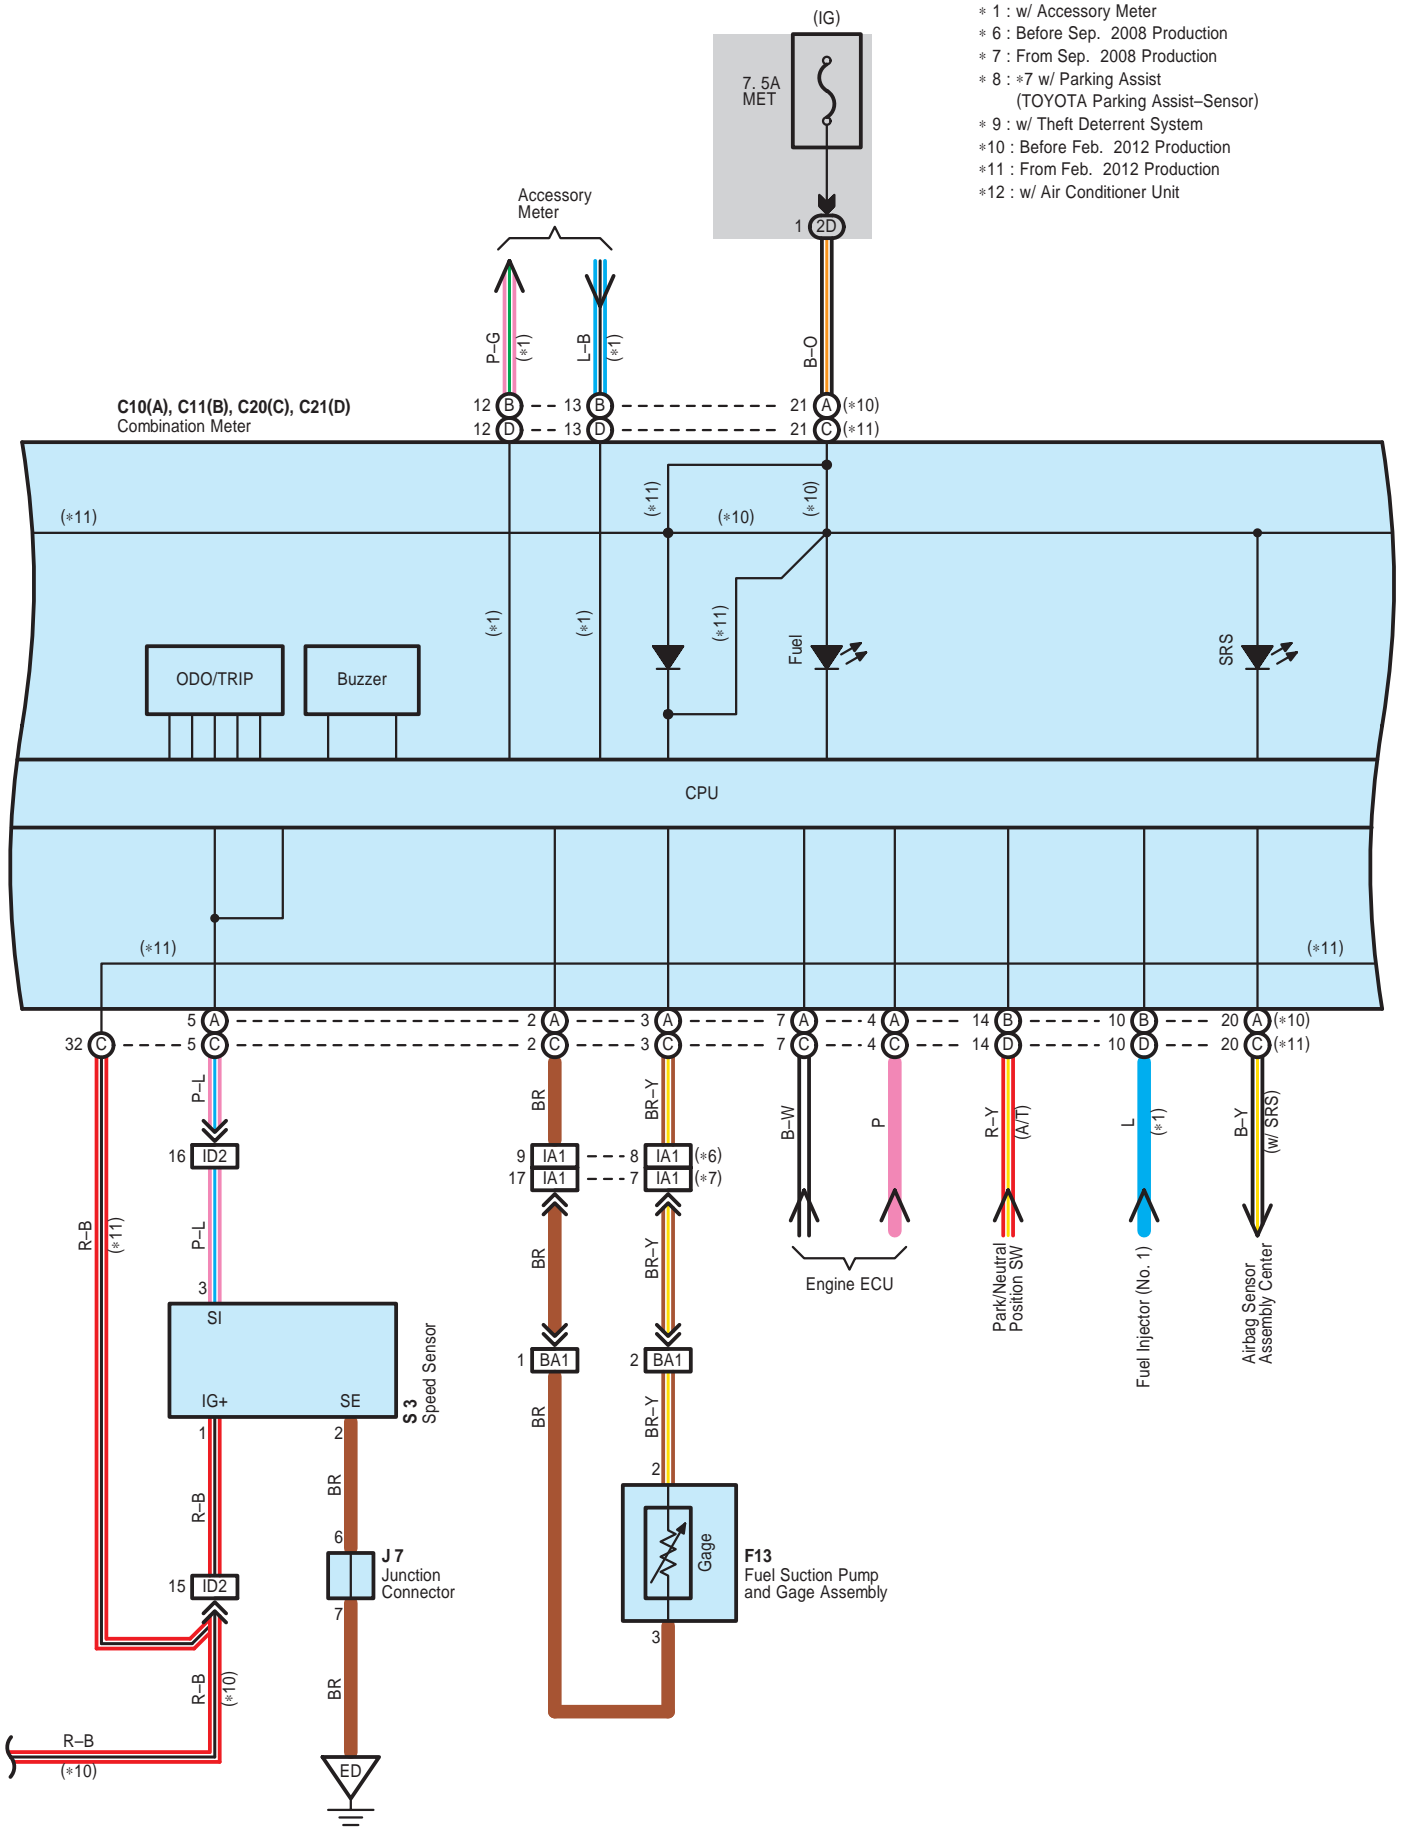 (IG)
* 1 : w/ Accessory Meter
* 6 : Before Sep. 2008 Production
* 7 : From Sep. 2008 Production
* 8 : *7 w/ Parking Assist
(TOYOTA Parking Assist–Sensor)
* 9 : w/ Theft Deterrent System
*10 : Before Feb. 2012 Production
*11 : From Feb. 2012 Production
*12 : w/ Air Conditioner Unit
7. 5A
MET
1 2D
Accessory
Meter
P–G
(*1)
L–B
(*1)
B–O
C10(A), C11(B), C20(C), C21(D)
Combination Meter
12 B 13 B 21 A (*10)
12 D 13 D 21 C (*11)
(*11)
(*11)
(*10)
(*10)
(*1)
(*1)
(*11)
Fuel
SRS
ODO/TRIP
Buzzer
CPU
(*11)
(*11)
5 A 2 A 3 A 7 A 4 A 14 B 10 B 20 A (*10)
32 C 5 C 2 C 3 C 7 C 4 C 14 D 10 D 20 C (*11)
P–L
BR
BR–Y
B–W
P
R–Y
(A/T)
L
(*1)
B–Y
(w/ SRS)
16 ID2
9 IA1 8 IA1 (*6)
17 IA1 7 IA1 (*7)
R–B
(*11)
P–L
BR
BR–Y
Engine ECU
Park/Neutral
Position SW
Fuel Injector (No. 1)
Airbag Sensor
Assembly Center
3
SI
IG+
SE
S 3
Speed Sensor
1 BA1
2 BA1
1
2
BR
BR–Y
R–B
BR
2
Gage
F13
Fuel Suction Pump
and Gage Assembly
3
6
J 7
Junction
Connector
7
15 ID2
R–B
(*10)
BR
R–B
(*10)
ED